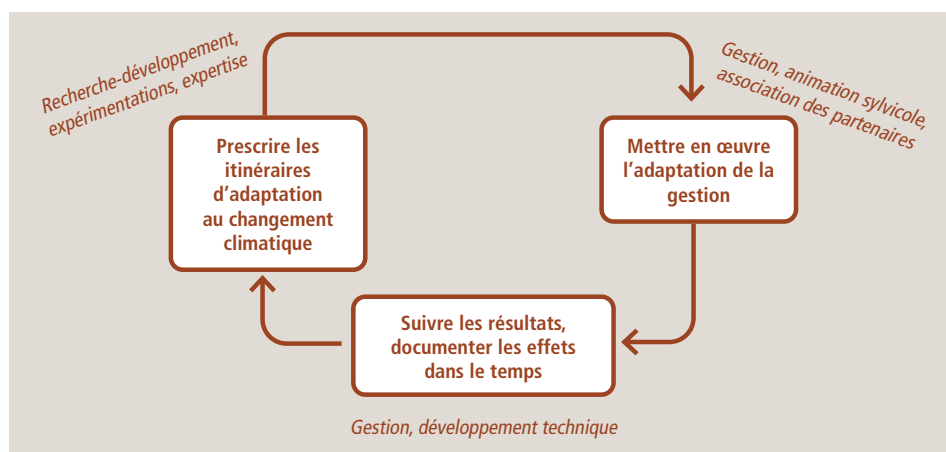 Recherche-développement,
expérimentations, expertise
Gestion, animation sylvicole,
association des partenaires
Prescrire les
itinéraires
d’adaptation
au changement
climatique
Mettre en œuvre
l’adaptation de la
gestion
Suivre les résultats,
documenter les effets
dans le temps
Gestion, développement technique